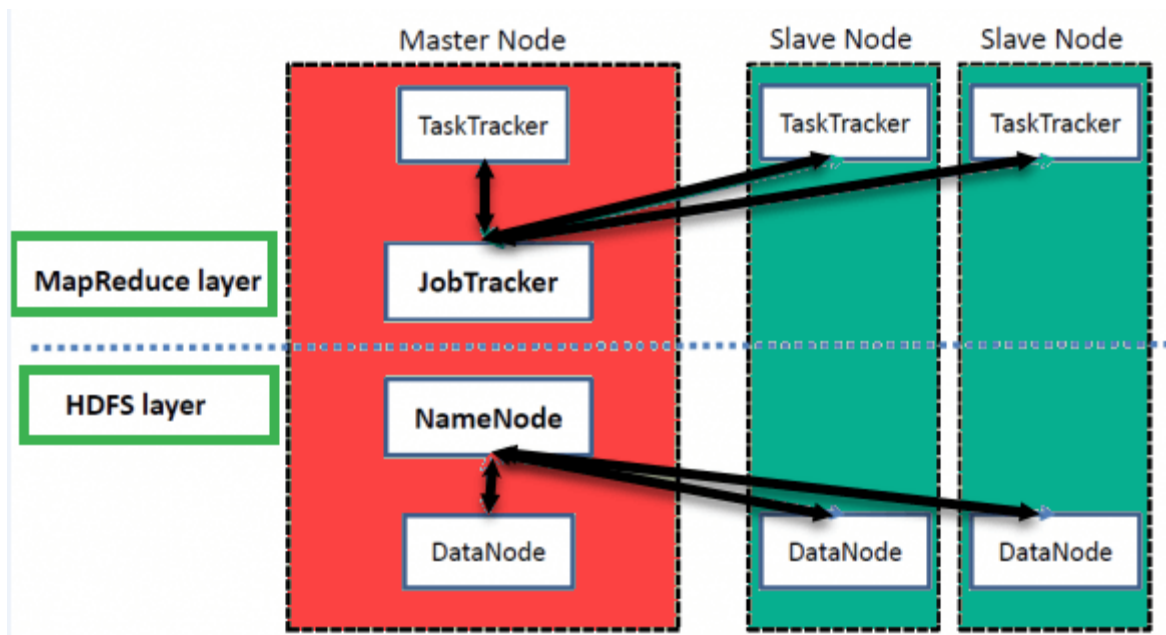 Master Node
Slave Node
Slave Node
TaskTracker
TaskTracker
TaskTracker
MapReduce layer
JobTracker
HDFS layer
NameNode
DataNode
DataNode
DataNode